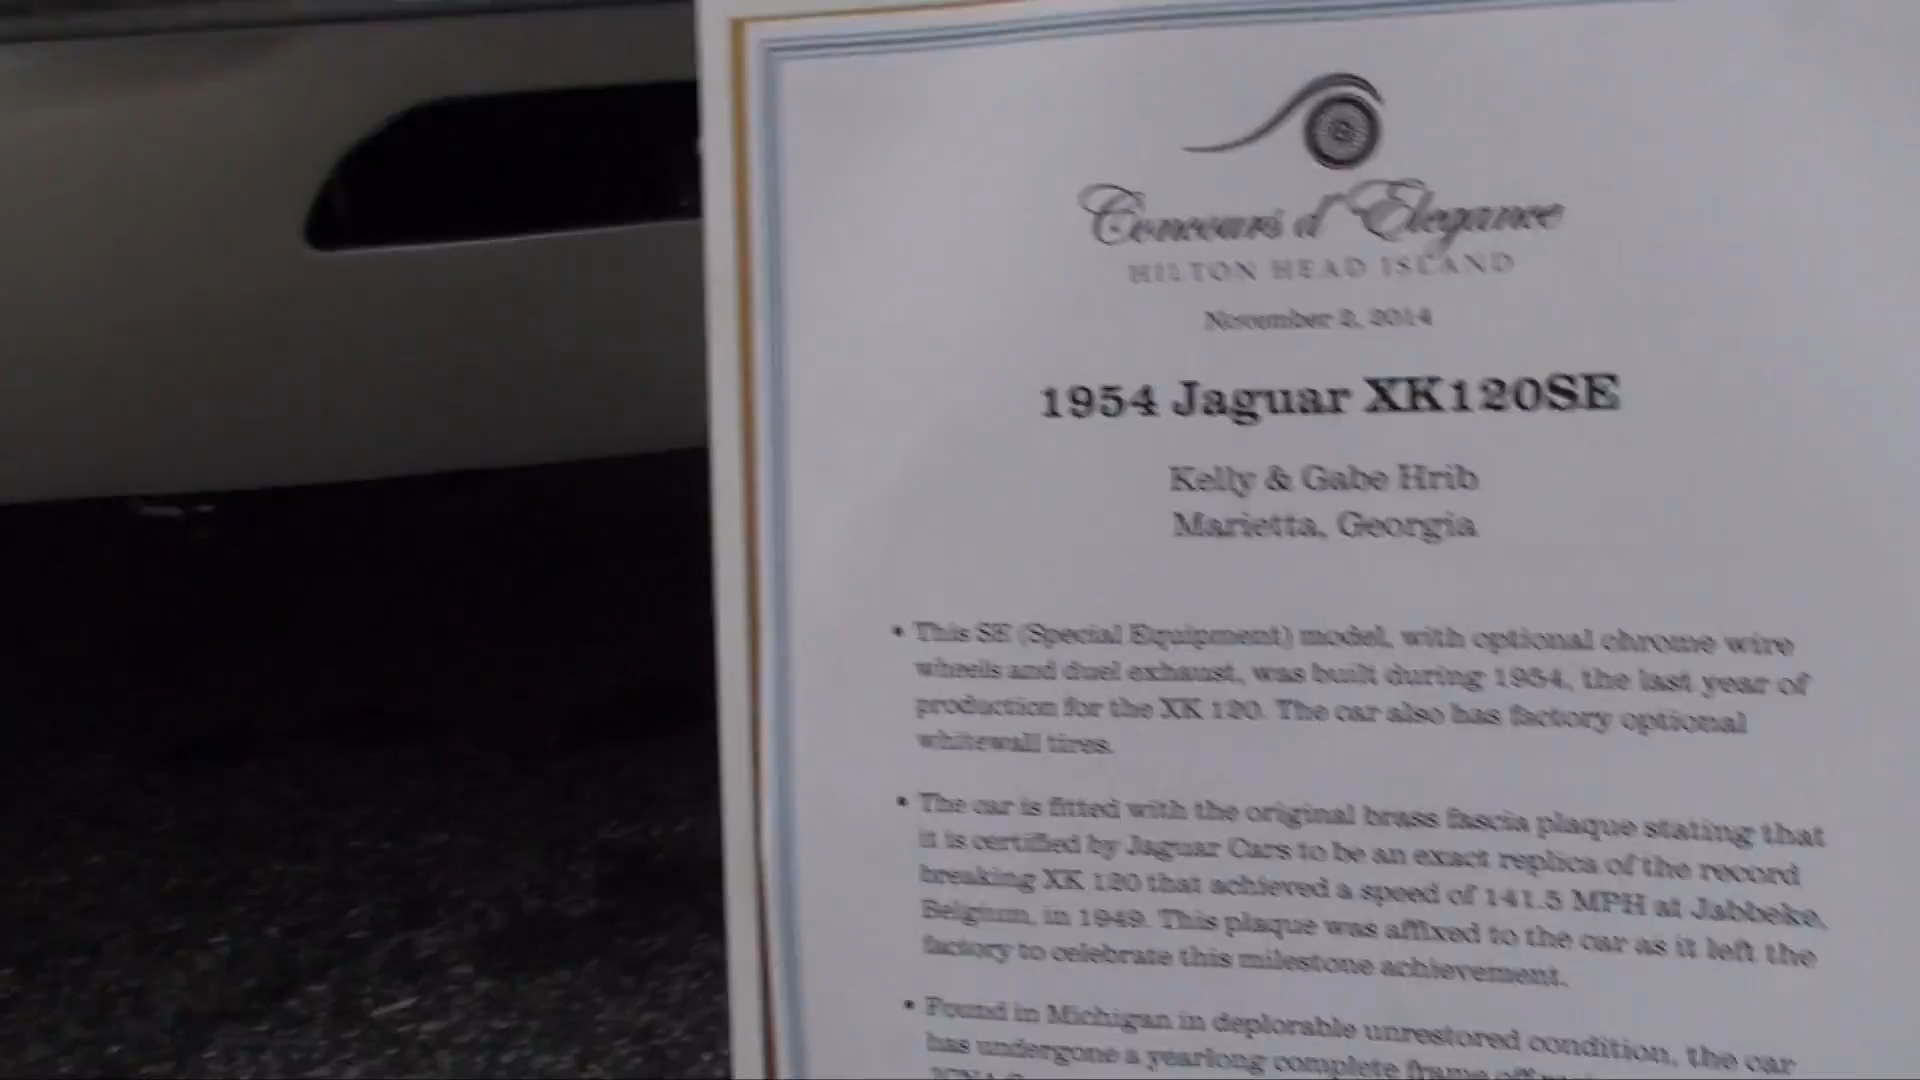 Concours d'Elegance
HILTON HEAD ISLAND
November 2, 2014
1954 Jaguar XK120SE
Kelly & Gabe Hrib
Marietta, Georgia
• This SE (Special Equipment) model, with optional chrome wire
wheels and duel exhaust, was built during 1954, the last year of
production for the XK 120. The car also has factory optional
whitewall tires.
• The car is fitted with the original brass fascia plaque stating that
it is certified by Jaguar Cars to be an exact replica of the record
breaking XK 120 that achieved a speed of 141.5 MPH at Jabbeke,
Belgium, in 1949. This plaque was affixed to the car as it left the
factory to celebrate this milestone achievement.
• Found in Michigan in deplorable unrestored condition, the car
has undergone a yearlong complete frame off